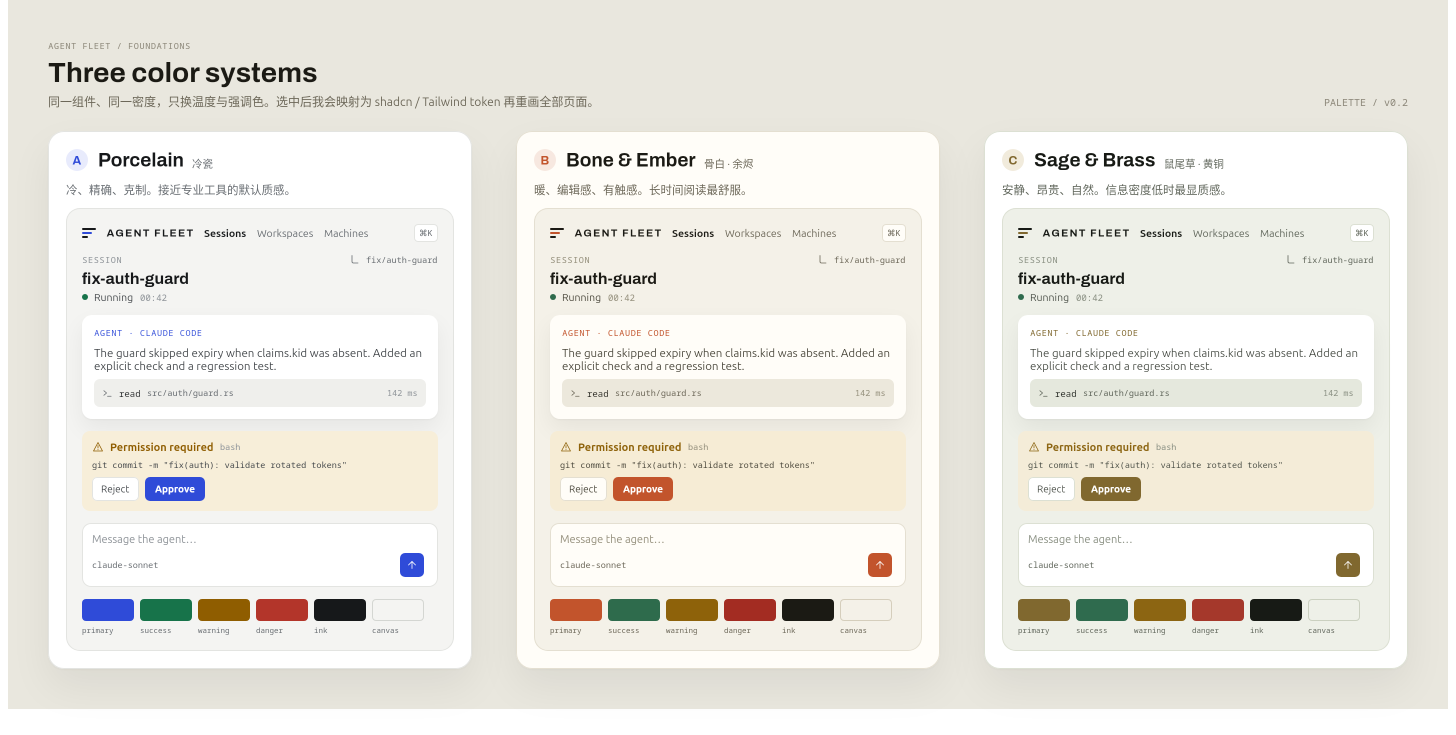 AGENT FLEET / FOUNDATIONS
Three color systems
同一组件、同一密度，只换温度与强调色。选中后我会映射为 shadcn / Tailwind token 再重画全部页面。
PALETTE / v0.2
A Porcelain 冷瓷
冷、精确、克制。接近专业工具的默认质感。
AGENT FLEET Sessions Workspaces Machines ⌘K
SESSION fix/auth-guard
fix-auth-guard
Running 00:42
AGENT · CLAUDE CODE
The guard skipped expiry when claims.kid was absent. Added an
explicit check and a regression test.
>_ read src/auth/guard.rs 142 ms
Permission required bash
git commit -m "fix(auth): validate rotated tokens"
Reject Approve
Message the agent…
claude-sonnet
primary success warning danger ink canvas
B Bone & Ember 骨白 · 余烬
暖、编辑感、有触感。长时间阅读最舒服。
AGENT FLEET Sessions Workspaces Machines ⌘K
SESSION fix/auth-guard
fix-auth-guard
Running 00:42
AGENT · CLAUDE CODE
The guard skipped expiry when claims.kid was absent. Added an
explicit check and a regression test.
>_ read src/auth/guard.rs 142 ms
Permission required bash
git commit -m "fix(auth): validate rotated tokens"
Reject Approve
Message the agent…
claude-sonnet
primary success warning danger ink canvas
C Sage & Brass 鼠尾草 · 黄铜
安静、昂贵、自然。信息密度低时最显质感。
AGENT FLEET Sessions Workspaces Machines ⌘K
SESSION fix/auth-guard
fix-auth-guard
Running 00:42
AGENT · CLAUDE CODE
The guard skipped expiry when claims.kid was absent. Added an
explicit check and a regression test.
>_ read src/auth/guard.rs 142 ms
Permission required bash
git commit -m "fix(auth): validate rotated tokens"
Reject Approve
Message the agent…
claude-sonnet
primary success warning danger ink canvas